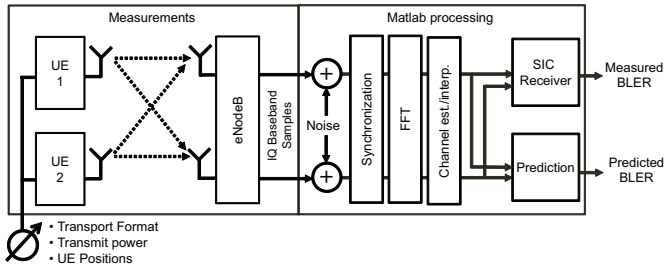 Measurements
Matlab processing
UE
1
UE
2
eNodeB
IQ Baseband
Samples
+
Noise
+
Synchronization
FFT
Channel est./interp.
SIC
Receiver
Prediction
Measured
BLER
Predicted
BLER
• Transport Format
• Transmit power
• UE Positions